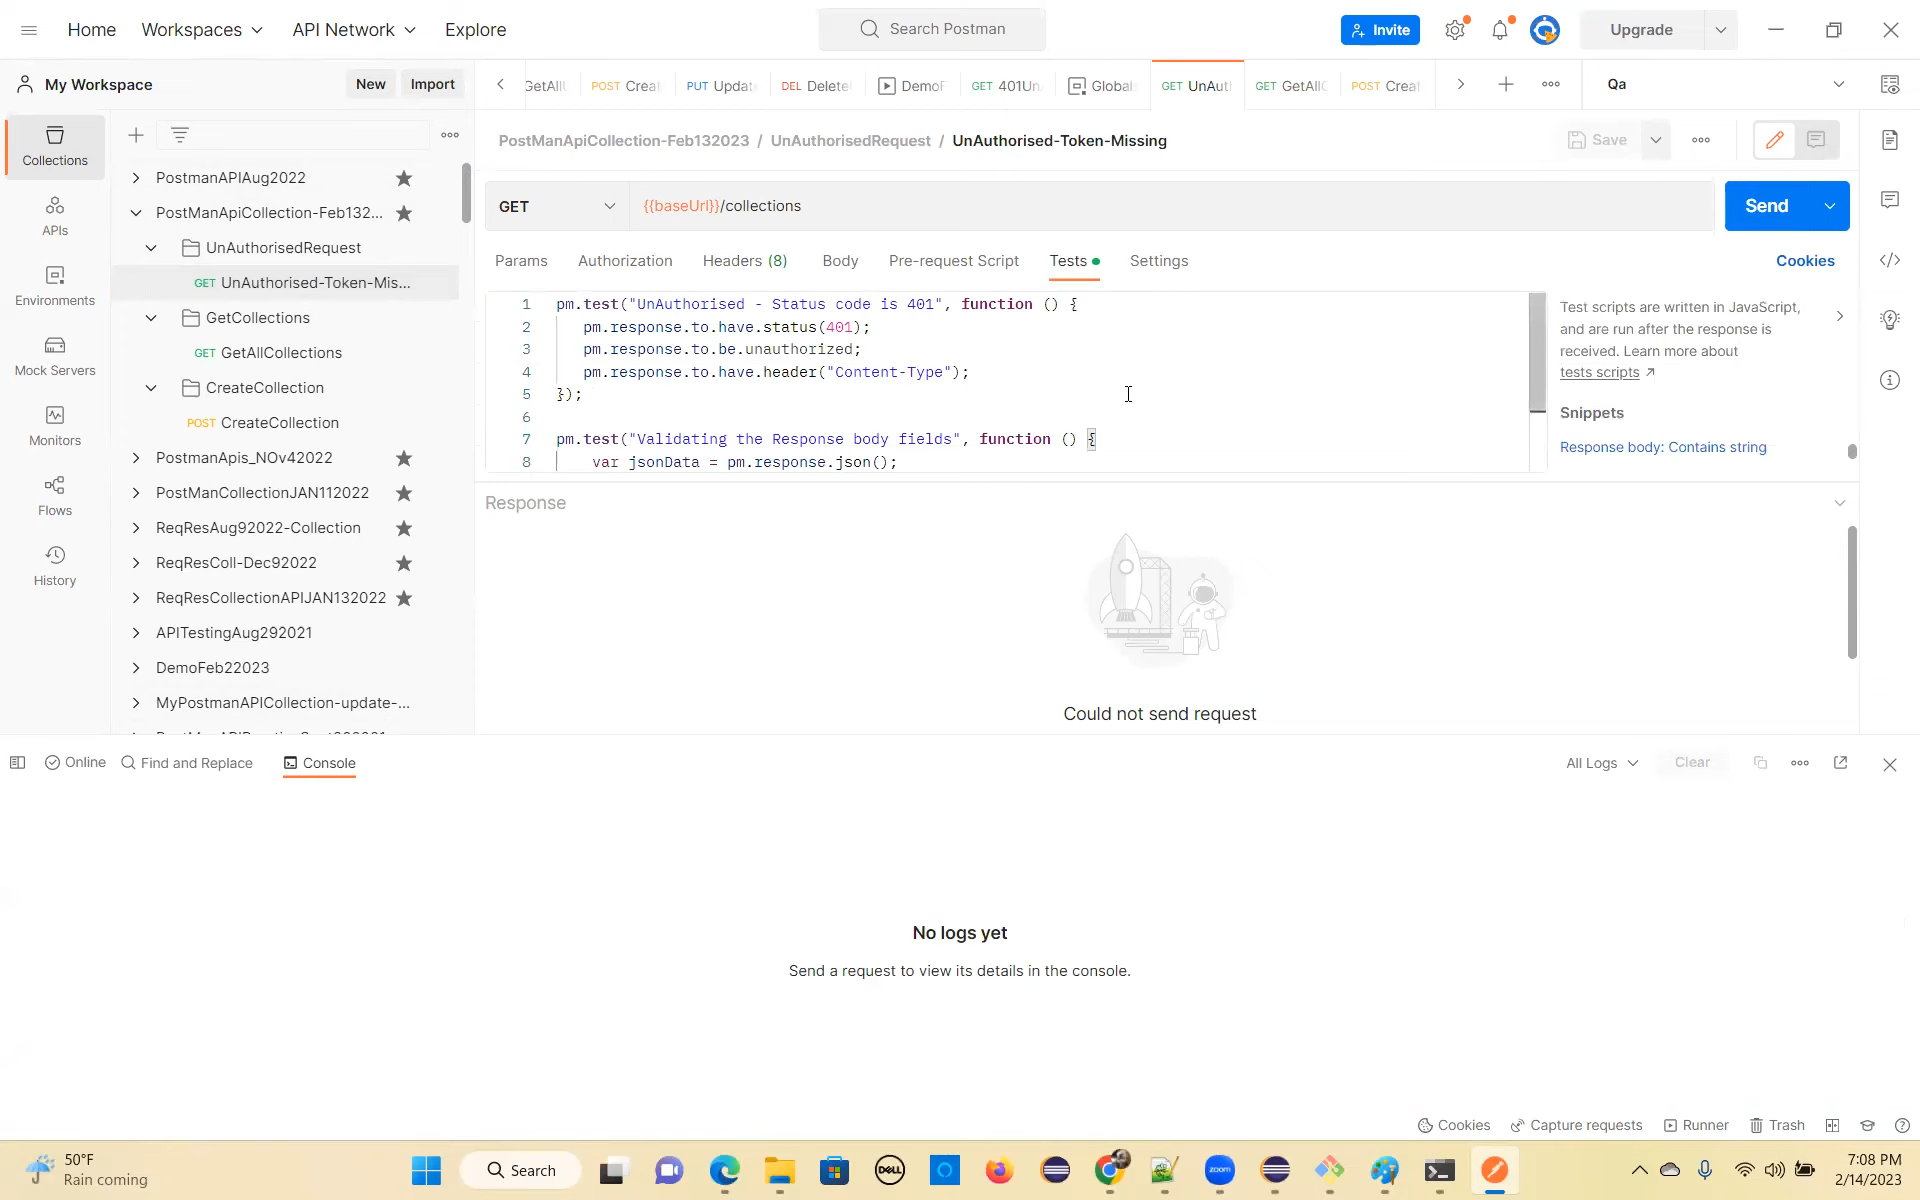 Home
Workspaces
API Network
Explore
Search Postman
Invite
Upgrade
My Workspace
New
Import
GetAllU
POST Creat
PUT Updat
DEL Delete
DemoF
GET 401Un
Globals
GET UnAut
GET GetAllC
POST Creat
Qa
Collections
APIs
Environments
Mock Servers
Monitors
Flows
History
PostmanAPIAug2022
PostManApiCollection-Feb132...
UnAuthorisedRequest
GET UnAuthorised-Token-Mis...
GetCollections
GET GetAllCollections
CreateCollection
POST CreateCollection
PostmanApis_NOv42022
PostManCollectionJAN112022
ReqResAug92022-Collection
ReqResColl-Dec92022
ReqResCollectionAPIJAN132022
APITestingAug292021
DemoFeb22023
MyPostmanAPICollection-update-...
PostManApiCollection-Feb132023 / UnAuthorisedRequest / UnAuthorised-Token-Missing
Save
GET
{{baseUrl}}/collections
Send
Params
Authorization
Headers (8)
Body
Pre-request Script
Tests
Settings
Cookies
1 pm.test("UnAuthorised - Status code is 401", function () {
2 pm.response.to.have.status(401);
3 pm.response.to.be.unauthorized;
4 pm.response.to.have.header("Content-Type");
5 });
6
7 pm.test("Validating the Response body fields", function () {
8 var jsonData = pm.response.json();
Test scripts are written in JavaScript,
and are run after the response is
received. Learn more about
tests scripts
Snippets
Response body: Contains string
Response
Could not send request
Online
Find and Replace
Console
All Logs
Clear
No logs yet
Send a request to view its details in the console.
Cookies
Capture requests
Runner
Trash
50°F
Rain coming
Search
DELL
zoom
7:08 PM
2/14/2023